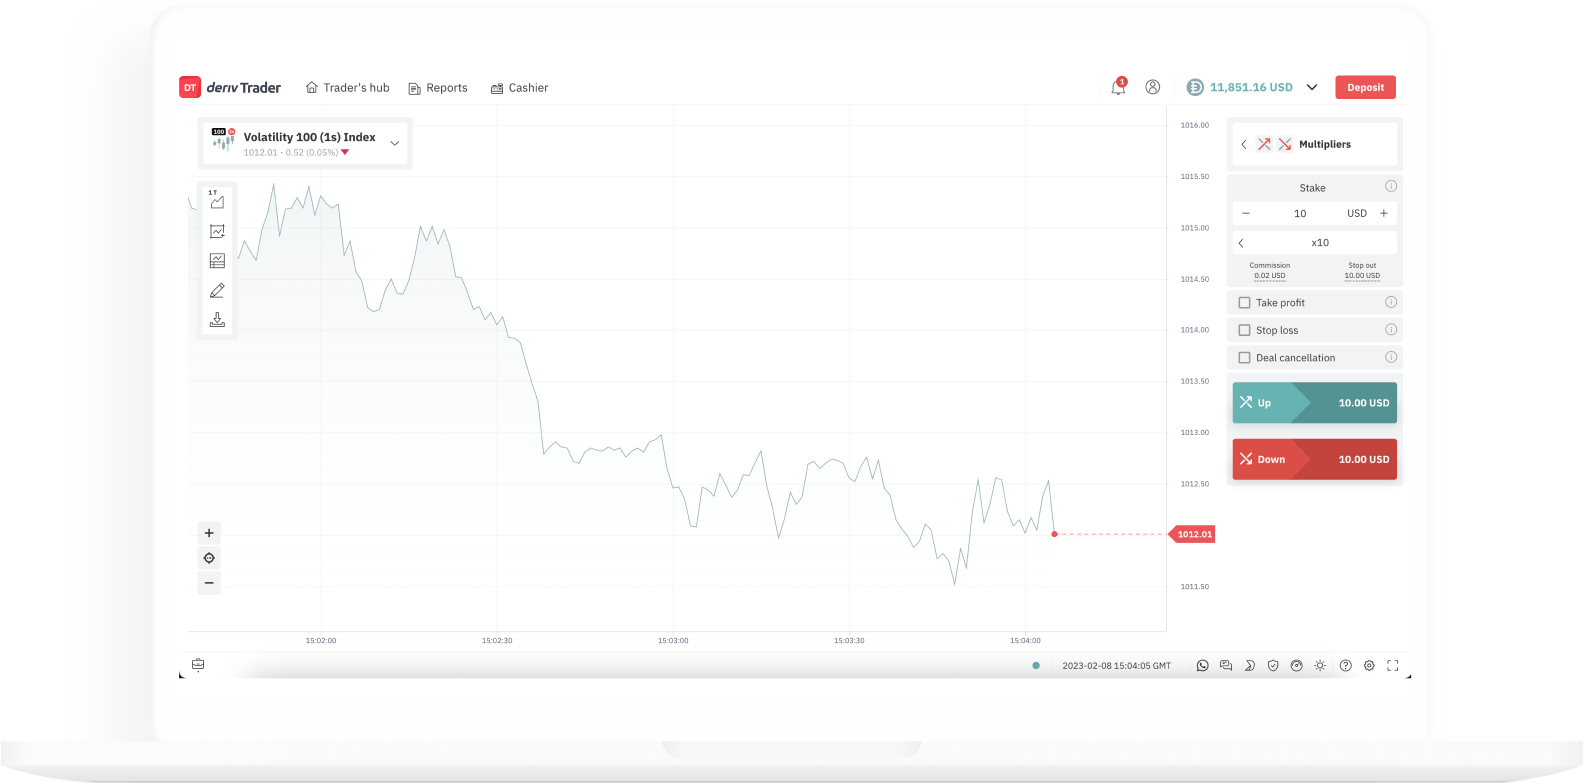 DT deriv Trader Trader's hub Reports Cashier 1 11,851.16 USD Deposit
100 1s Volatility 100 (1s) Index
1012.01 - 0.52 (0.05%)
1 T
1016.00
1015.50
1015.00
1014.50
1014.00
1013.50
1013.00
1012.50
1012.01
1011.50
15:02:00 15:02:30 15:03:00 15:03:30 15:04:00
Multipliers
Stake
− 10 USD +
x10
Commission Stop out
0.02 USD 10.00 USD
Take profit
Stop loss
Deal cancellation
Up 10.00 USD
Down 10.00 USD
2023-02-08 15:04:05 GMT